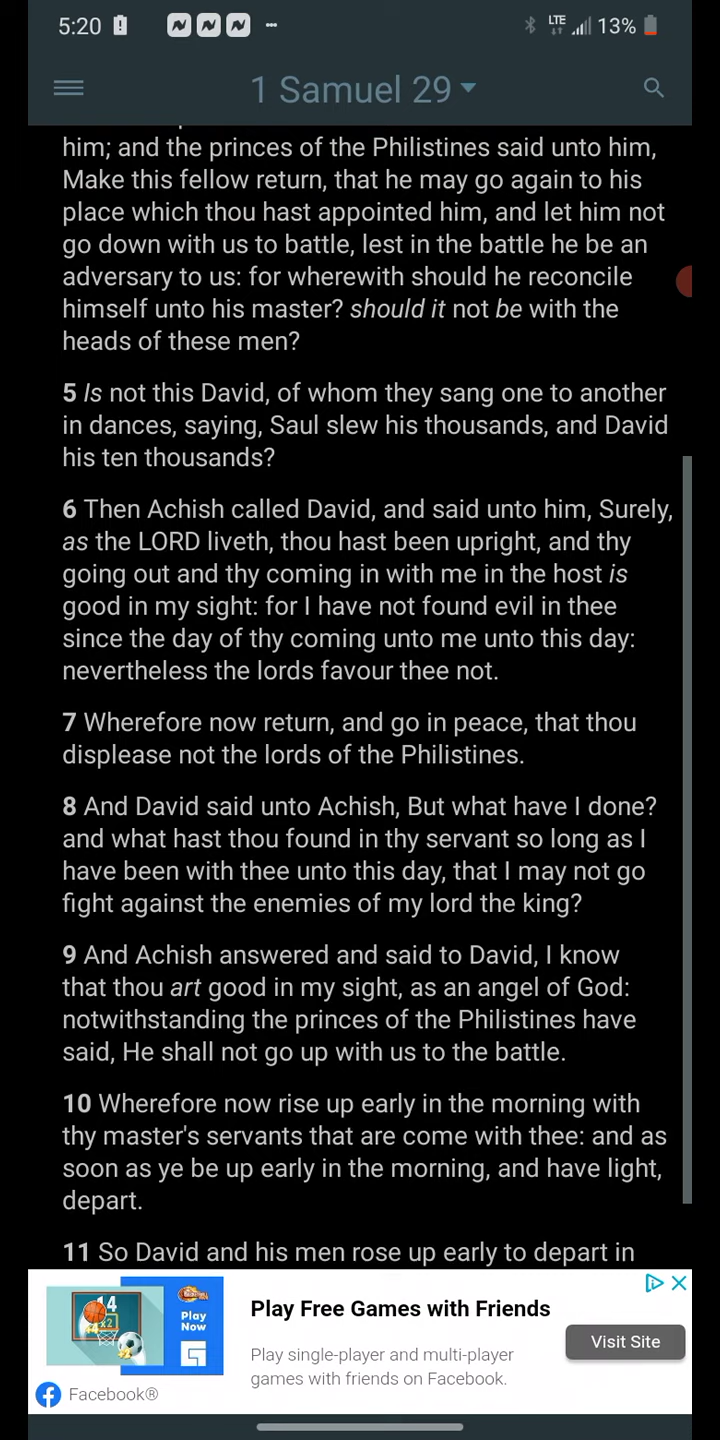 5:20
LTE
13%
1 Samuel 29
him; and the princes of the Philistines said unto him,
Make this fellow return, that he may go again to his
place which thou hast appointed him, and let him not
go down with us to battle, lest in the battle he be an
adversary to us: for wherewith should he reconcile
himself unto his master? should it not be with the
heads of these men?
5 Is not this David, of whom they sang one to another
in dances, saying, Saul slew his thousands, and David
his ten thousands?
6 Then Achish called David, and said unto him, Surely,
as the LORD liveth, thou hast been upright, and thy
going out and thy coming in with me in the host is
good in my sight: for I have not found evil in thee
since the day of thy coming unto me unto this day:
nevertheless the lords favour thee not.
7 Wherefore now return, and go in peace, that thou
displease not the lords of the Philistines.
8 And David said unto Achish, But what have I done?
and what hast thou found in thy servant so long as I
have been with thee unto this day, that I may not go
fight against the enemies of my lord the king?
9 And Achish answered and said to David, I know
that thou art good in my sight, as an angel of God:
notwithstanding the princes of the Philistines have
said, He shall not go up with us to the battle.
10 Wherefore now rise up early in the morning with
thy master's servants that are come with thee: and as
soon as ye be up early in the morning, and have light,
depart.
11 So David and his men rose up early to depart in
14
x2
Play
Now
Facebook®
Play Free Games with Friends
Play single-player and multi-player
games with friends on Facebook.
Visit Site